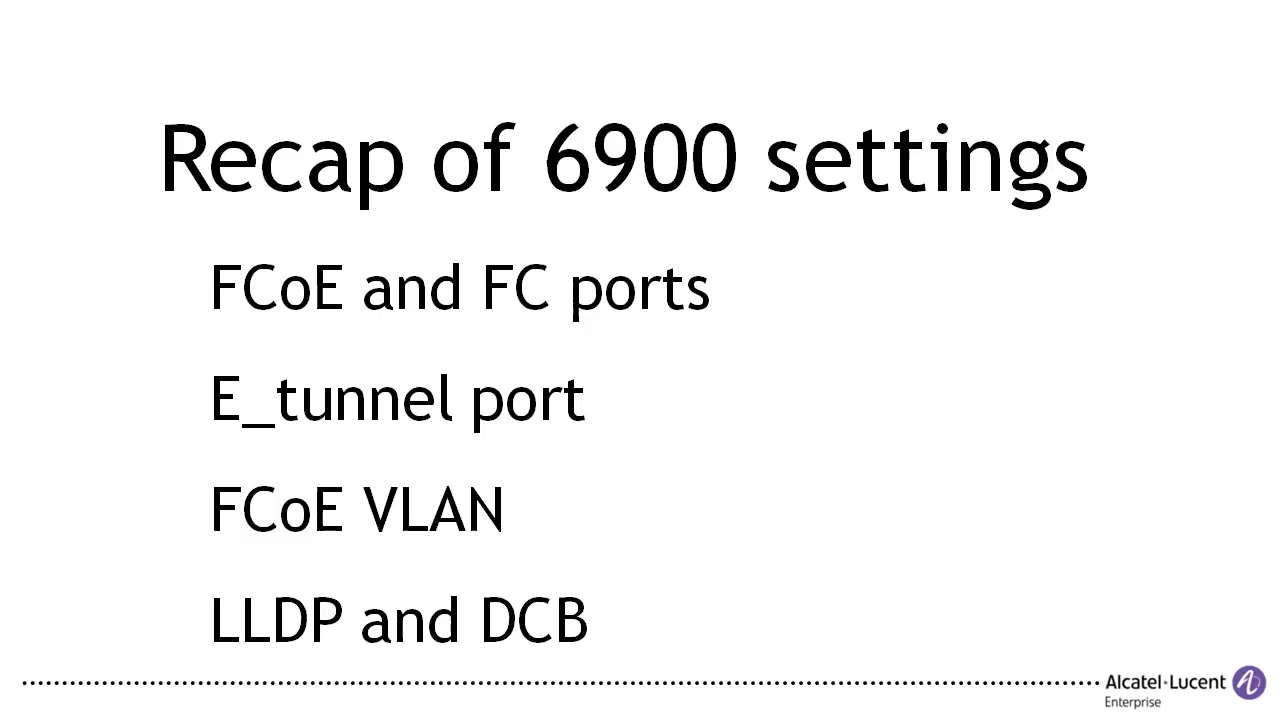 Recap of 6900 settings
FCoE and FC ports
E_tunnel port
FCoE VLAN
LLDP and DCB
Alcatel·Lucent
Enterprise